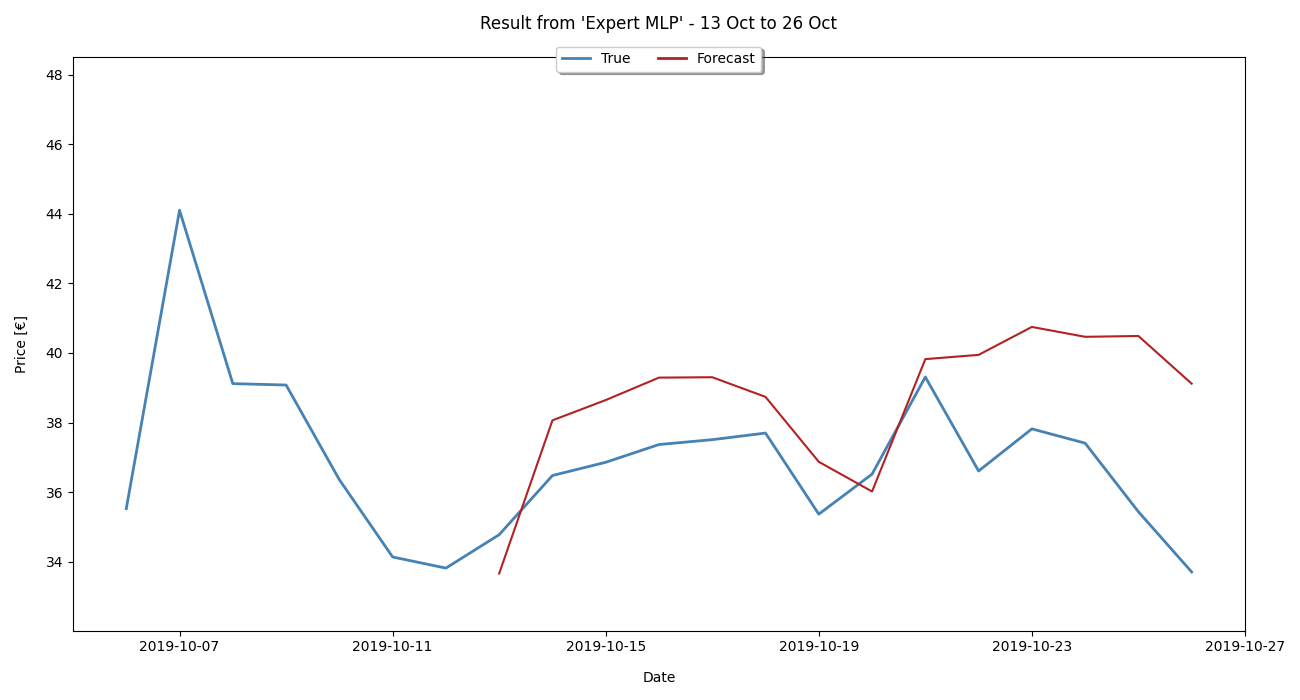 Result from 'Expert MLP' - 13 Oct to 26 Oct
True Forecast
48
46
44
42
40
38
36
34
Price [€]
2019-10-07 2019-10-11 2019-10-15 2019-10-19 2019-10-23 2019-10-27
Date